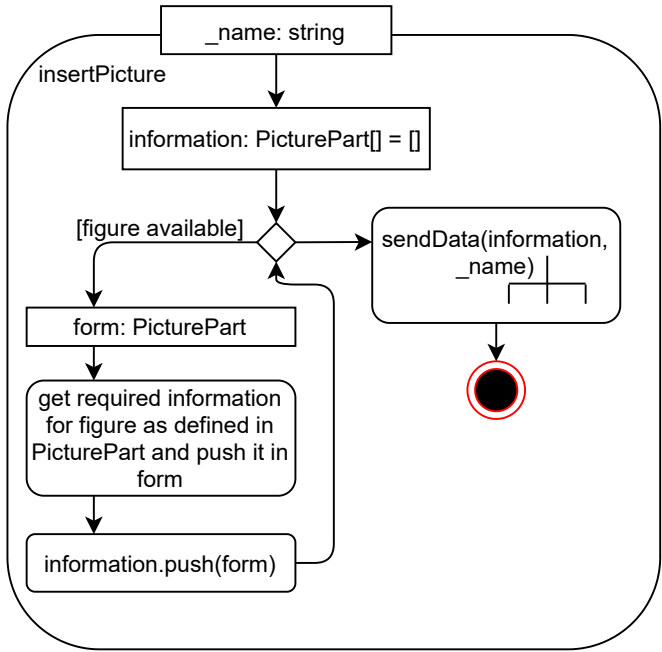 _name: string
insertPicture
information: PicturePart[] = []
[figure available]
sendData(information,
_name)
form: PicturePart
get required information
for figure as defined in
PicturePart and push it in
form
information.push(form)